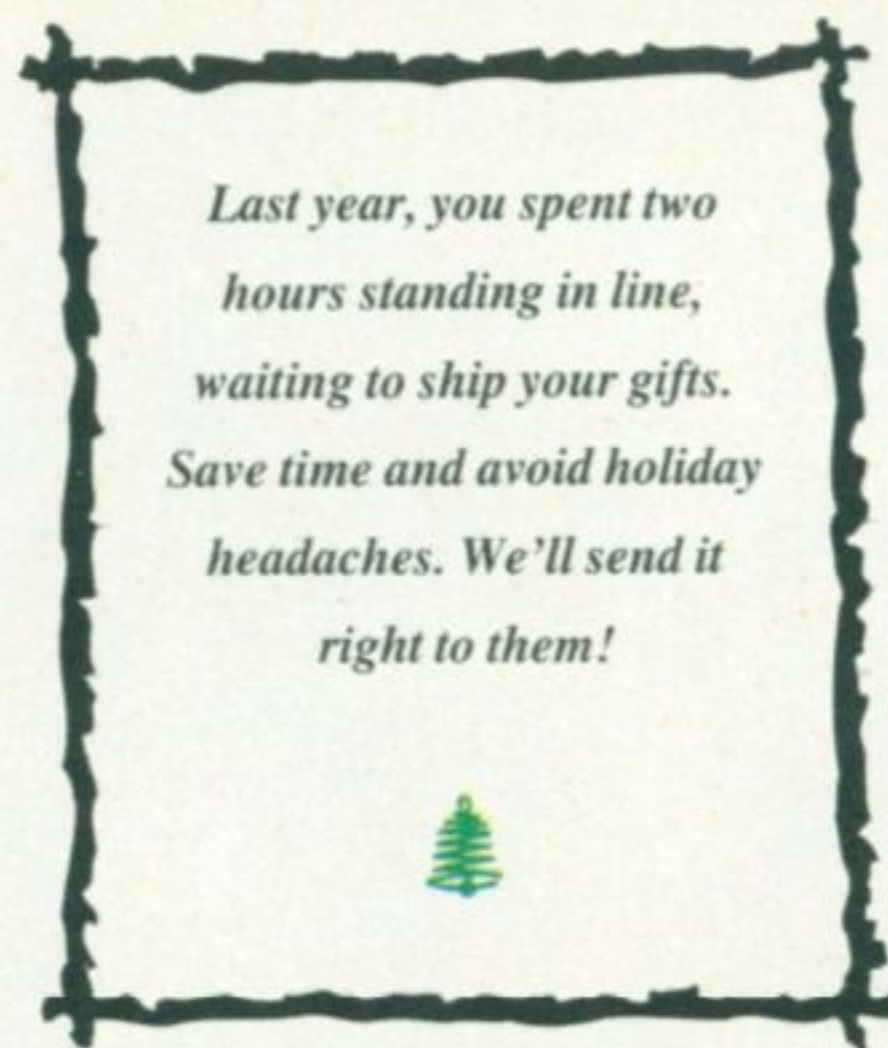 Last year, you spent two
hours standing in line,
waiting to ship your gifts.
Save time and avoid holiday
headaches. We'll send it
right to them!